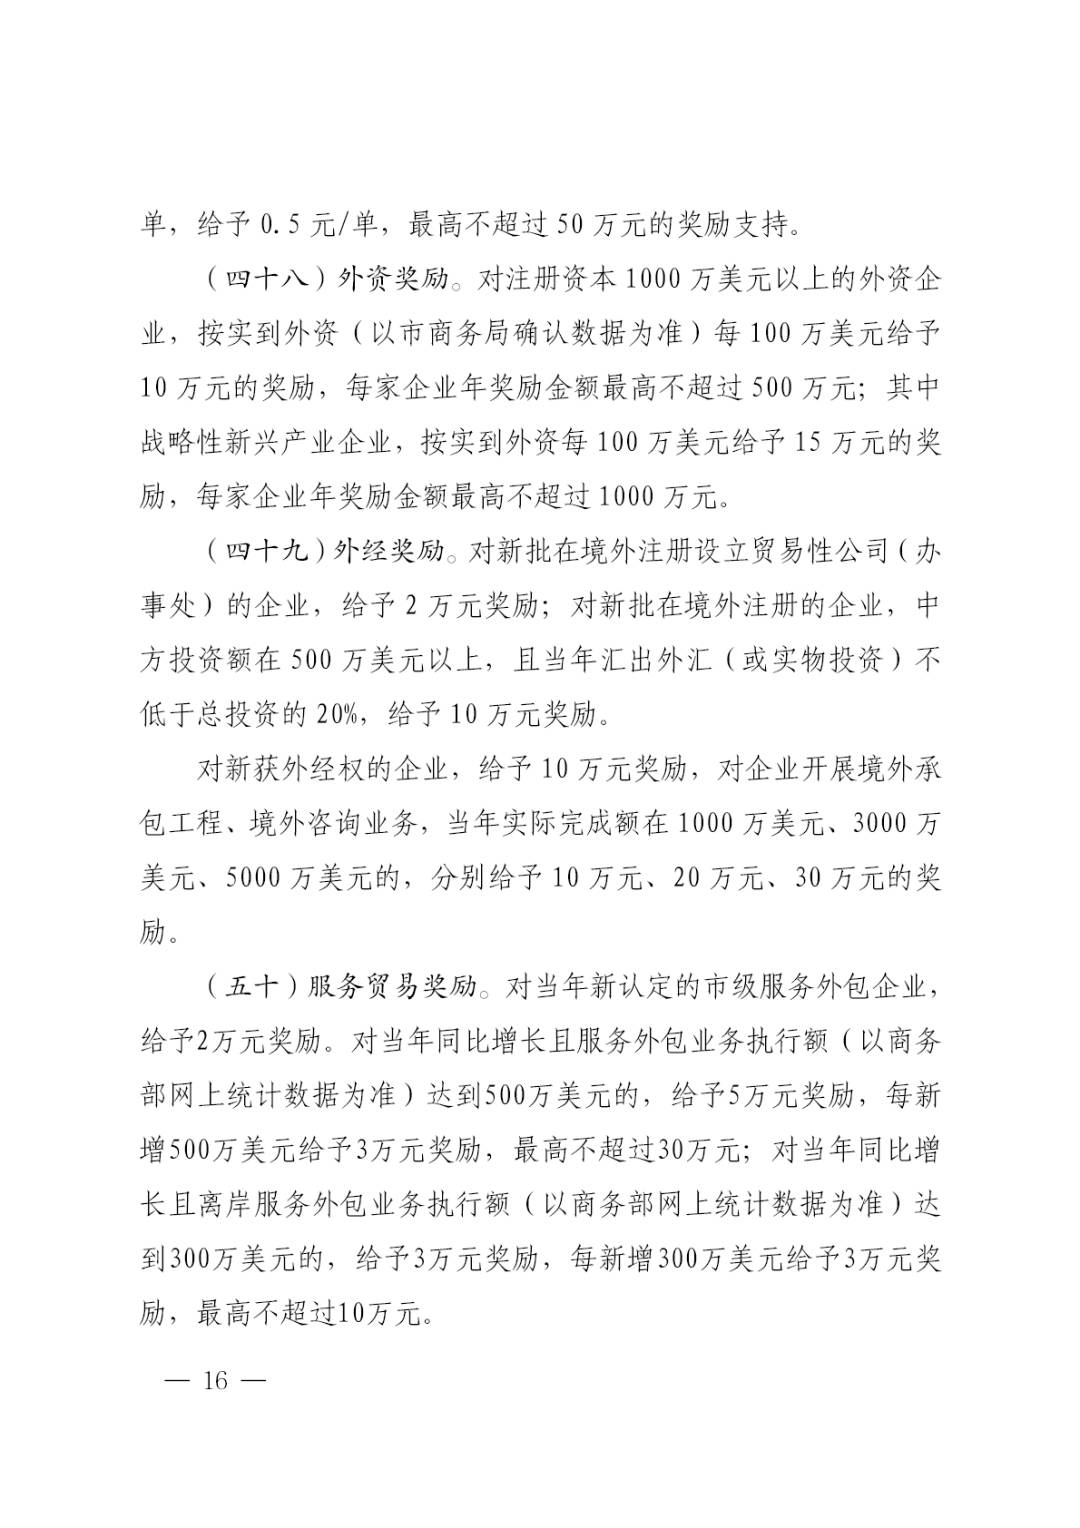 单，给予 0.5 元/单，最高不超过 50 万元的奖励支持。
（四十八）外资奖励。对注册资本 1000 万美元以上的外资企
业，按实到外资（以市商务局确认数据为准）每 100 万美元给予
10 万元的奖励，每家企业年奖励金额最高不超过 500 万元；其中
战略性新兴产业企业，按实到外资每 100 万美元给予 15 万元的奖
励，每家企业年奖励金额最高不超过 1000 万元。
（四十九）外经奖励。对新批在境外注册设立贸易性公司（办
事处）的企业，给予 2 万元奖励；对新批在境外注册的企业，中
方投资额在 500 万美元以上，且当年汇出外汇（或实物投资）不
低于总投资的 20%，给予 10 万元奖励。
对新获外经权的企业，给予 10 万元奖励，对企业开展境外承
包工程、境外咨询业务，当年实际完成额在 1000 万美元、3000 万
美元、5000 万美元的，分别给予 10 万元、20 万元、30 万元的奖
励。
（五十）服务贸易奖励。对当年新认定的市级服务外包企业，
给予2万元奖励。对当年同比增长且服务外包业务执行额（以商务
部网上统计数据为准）达到500万美元的，给予5万元奖励，每新
增500万美元给予3万元奖励，最高不超过30万元；对当年同比增
长且离岸服务外包业务执行额（以商务部网上统计数据为准）达
到300万美元的，给予3万元奖励，每新增300万美元给予3万元奖
励，最高不超过10万元。
— 16 —